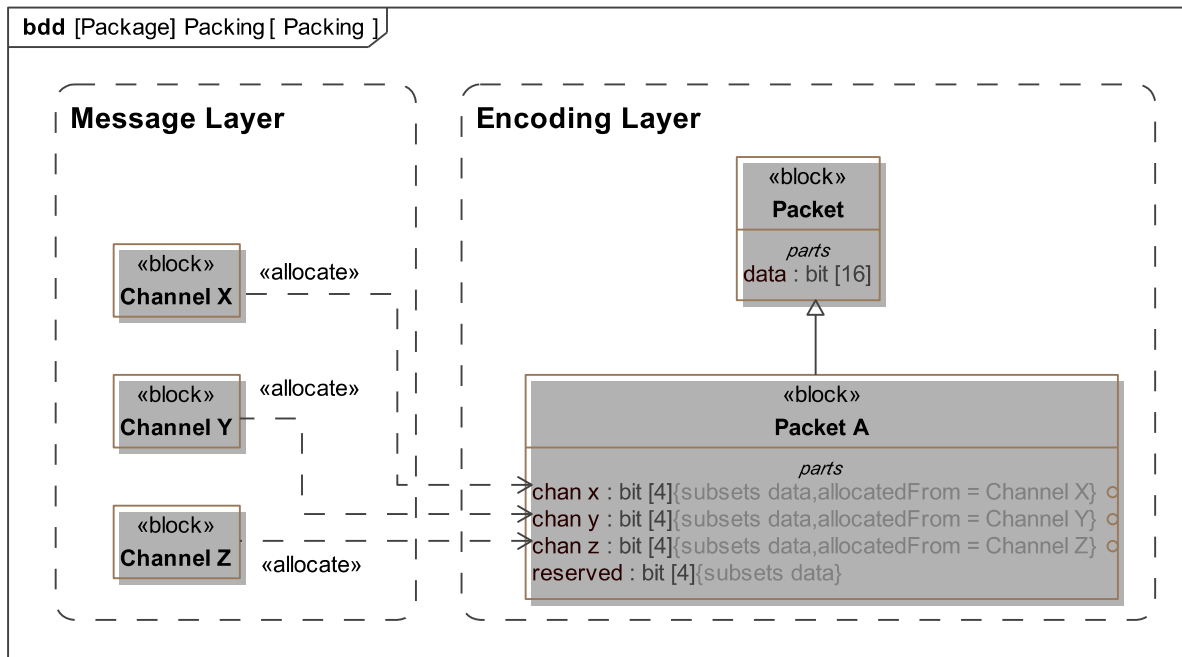 bdd [Package] Packing [ Packing ]
Message Layer
«block»
Channel X
«allocate»
«block»
Channel Y
«allocate»
«block»
Channel Z
«allocate»
Encoding Layer
«block»
Packet
parts
data : bit [16]
«block»
Packet A
parts
chan x : bit [4]{subsets data,allocatedFrom = Channel X}
chan y : bit [4]{subsets data,allocatedFrom = Channel Y}
chan z : bit [4]{subsets data,allocatedFrom = Channel Z}
reserved : bit [4]{subsets data}